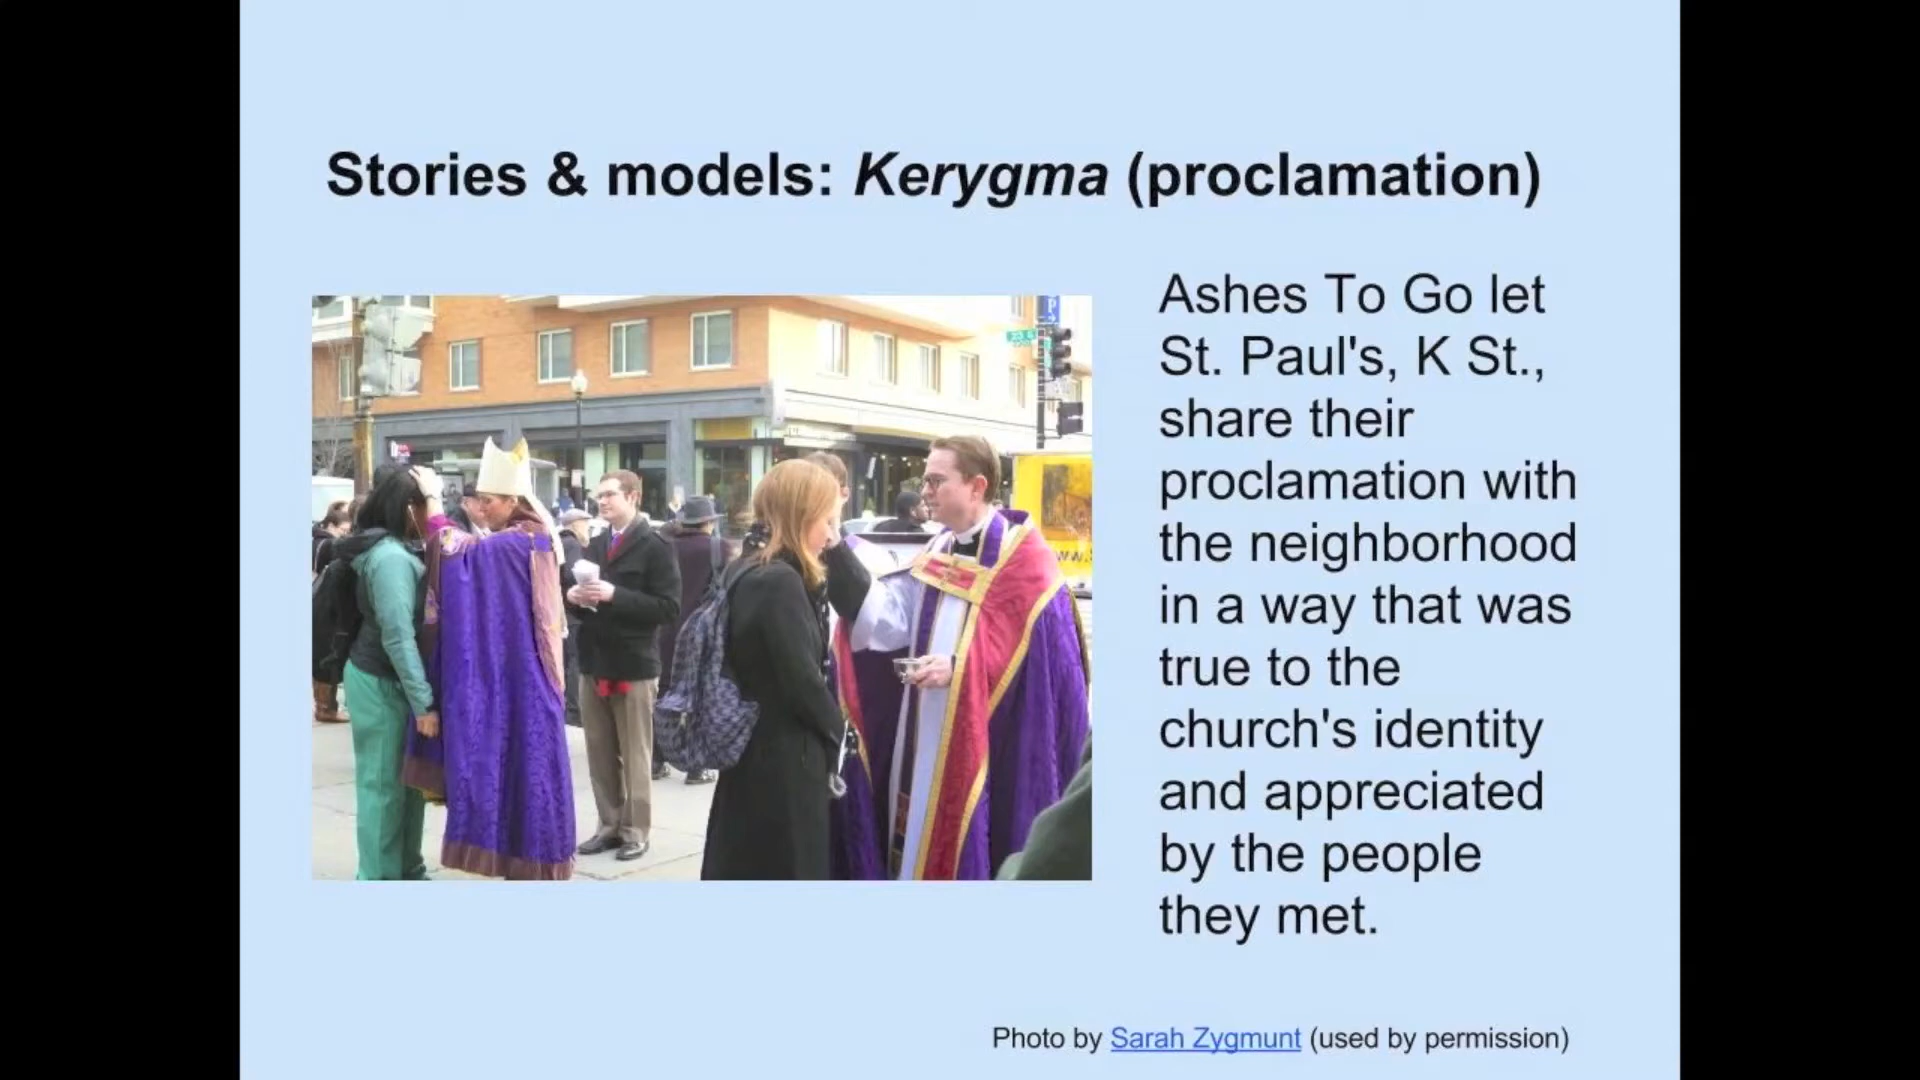 Stories & models: Kerygma (proclamation)
Ashes To Go let
St. Paul's, K St.,
share their
proclamation with
the neighborhood
in a way that was
true to the
church's identity
and appreciated
by the people
they met.
Photo by Sarah Zygmunt (used by permission)
P